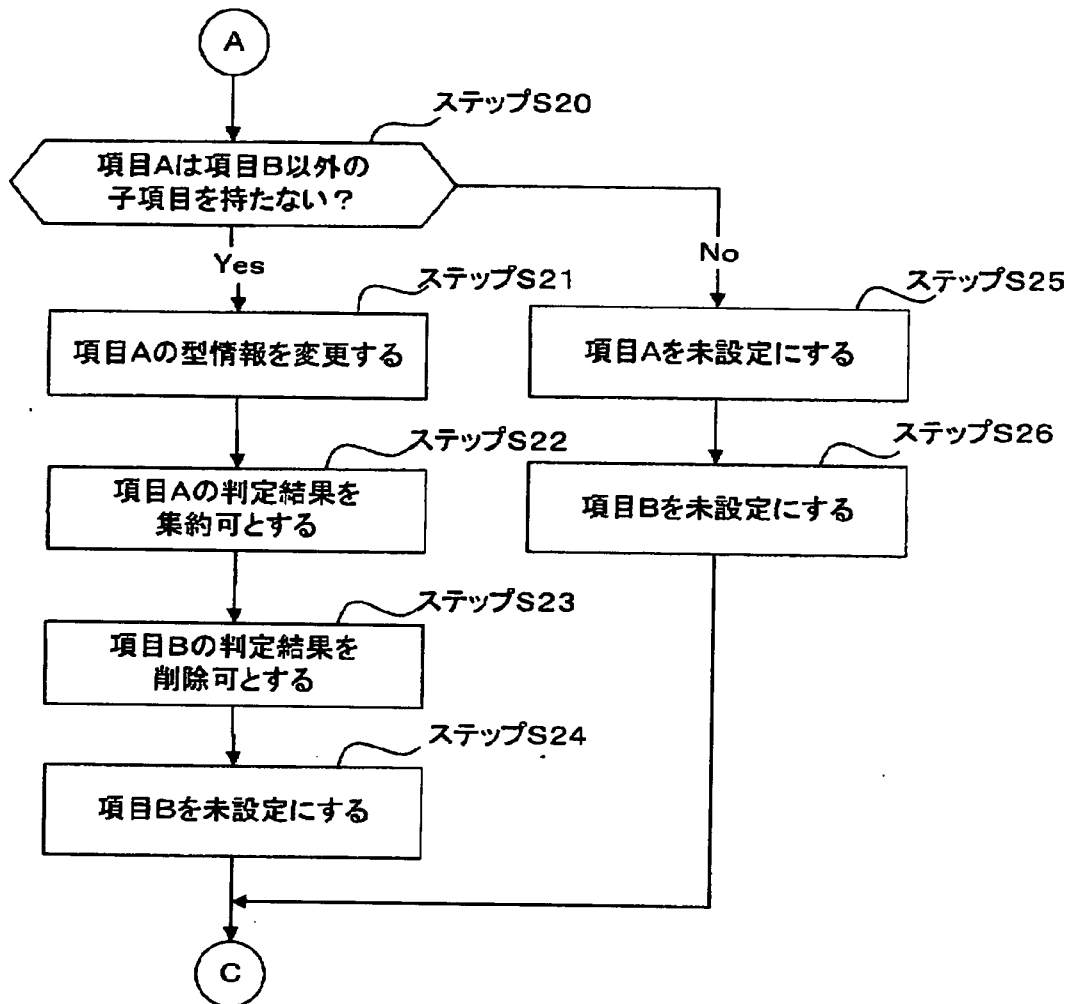 A
ステップS20
項目Aは項目B以外の
子項目を持たない？
Yes
No
ステップS21
項目Aの型情報を変更する
ステップS22
項目Aの判定結果を
集約可とする
ステップS23
項目Bの判定結果を
削除可とする
ステップS24
項目Bを未設定にする
ステップS25
項目Aを未設定にする
ステップS26
項目Bを未設定にする
C